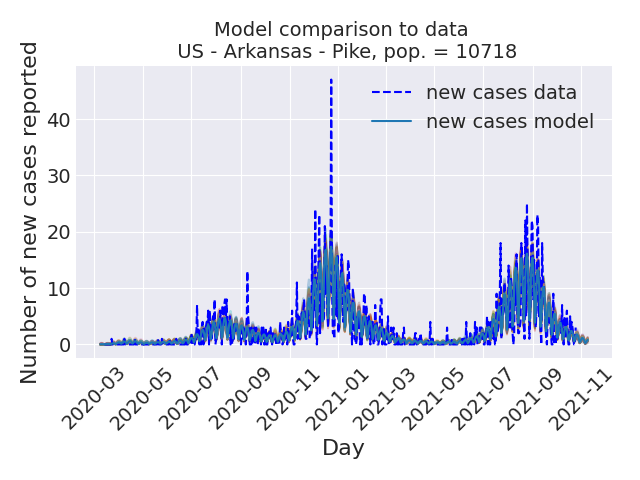 Model comparison to data
US - Arkansas - Pike, pop. = 10718
Number of new cases reported
new cases data
new cases model
40
30
20
10
0
2020-03
2020-05
2020-07
2020-09
2020-11
2021-01
2021-03
2021-05
2021-07
2021-09
2021-11
Day